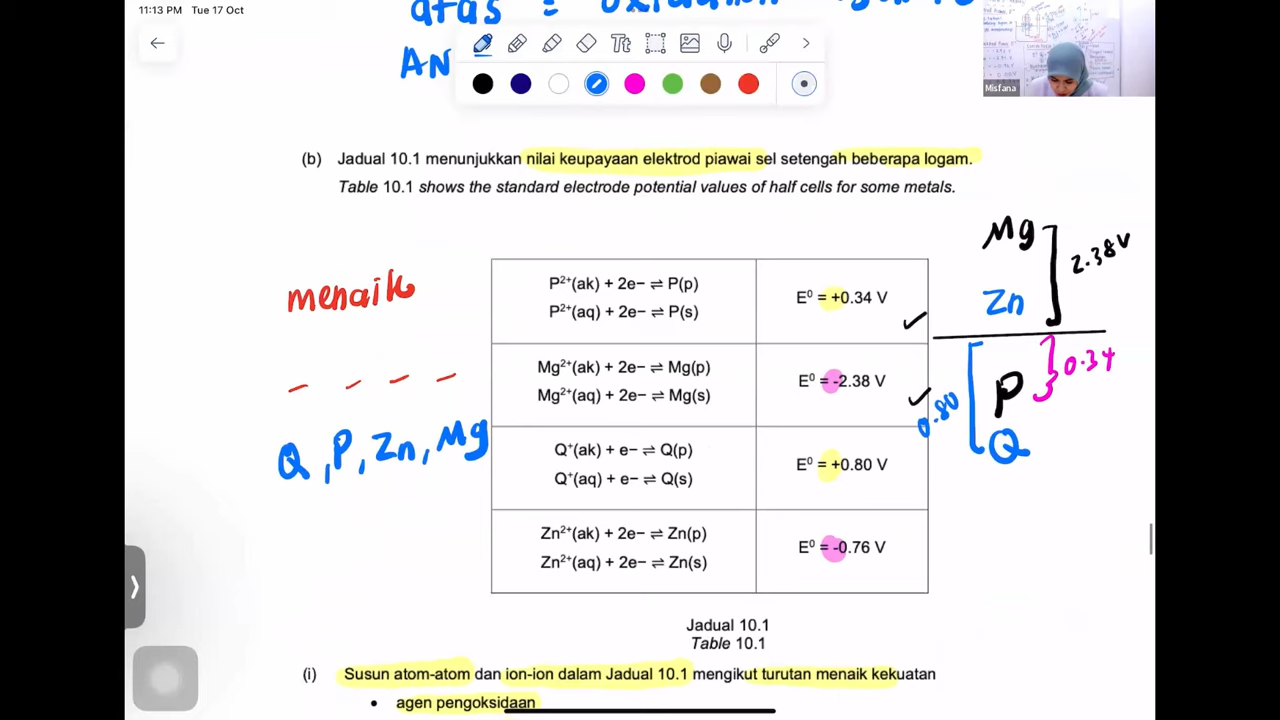 11:13 PM Tue 17 Oct
atas =
AN
Tt
Misfana
(b) Jadual 10.1 menunjukkan nilai keupayaan elektrod piawai sel setengah beberapa logam.
Table 10.1 shows the standard electrode potential values of half cells for some metals.
menaik
Q, P, Zn, Mg
P²⁺(ak) + 2e− ⇌ P(p)
P²⁺(aq) + 2e− ⇌ P(s)
E⁰ = +0.34 V
Mg²⁺(ak) + 2e− ⇌ Mg(p)
Mg²⁺(aq) + 2e− ⇌ Mg(s)
E⁰ = -2.38 V
Q⁺(ak) + e− ⇌ Q(p)
Q⁺(aq) + e− ⇌ Q(s)
E⁰ = +0.80 V
Zn²⁺(ak) + 2e− ⇌ Zn(p)
Zn²⁺(aq) + 2e− ⇌ Zn(s)
E⁰ = -0.76 V
Mg
2.38V
Zn
P
0.34
0.80
Q
Jadual 10.1
Table 10.1
(i) Susun atom-atom dan ion-ion dalam Jadual 10.1 mengikut turutan menaik kekuatan
• agen pengoksidaan